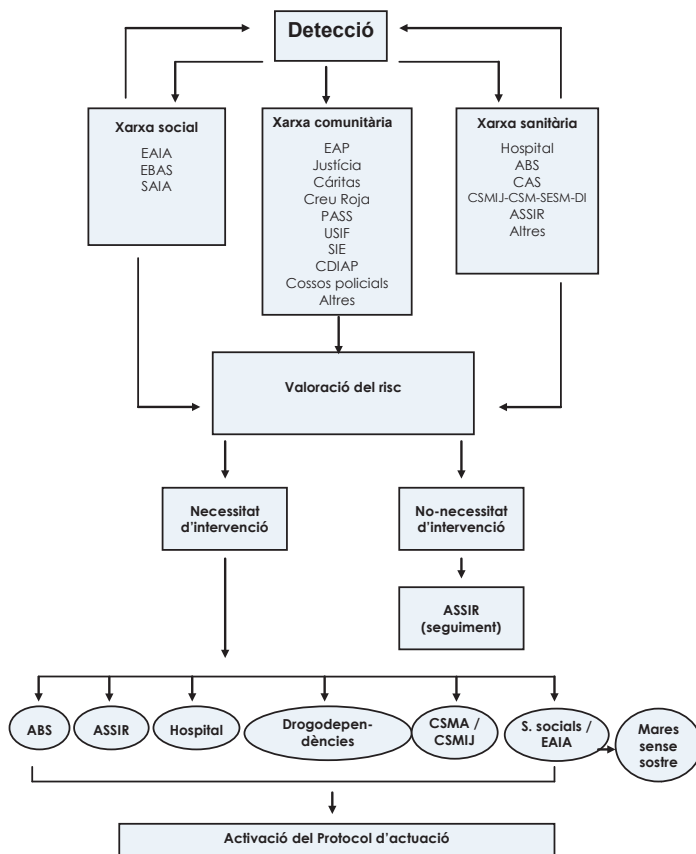 Detecció
Xarxa social
EAIA
EBAS
SAIA
Xarxa comunitària
EAP
Justícia
Cáritas
Creu Roja
PASS
USIF
SIE
CDIAP
Cossos policials
Altres
Xarxa sanitària
Hospital
ABS
CAS
CSMIJ-CSM-SESM-DI
ASSIR
Altres
Valoració del risc
Necessitat
d'intervenció
No-necessitat
d'intervenció
ASSIR
(seguiment)
ABS
ASSIR
Hospital
Drogodepen-
dències
CSMA /
CSMIJ
S. socials /
EAIA
Mares
sense
sostre
Activació del Protocol d'actuació